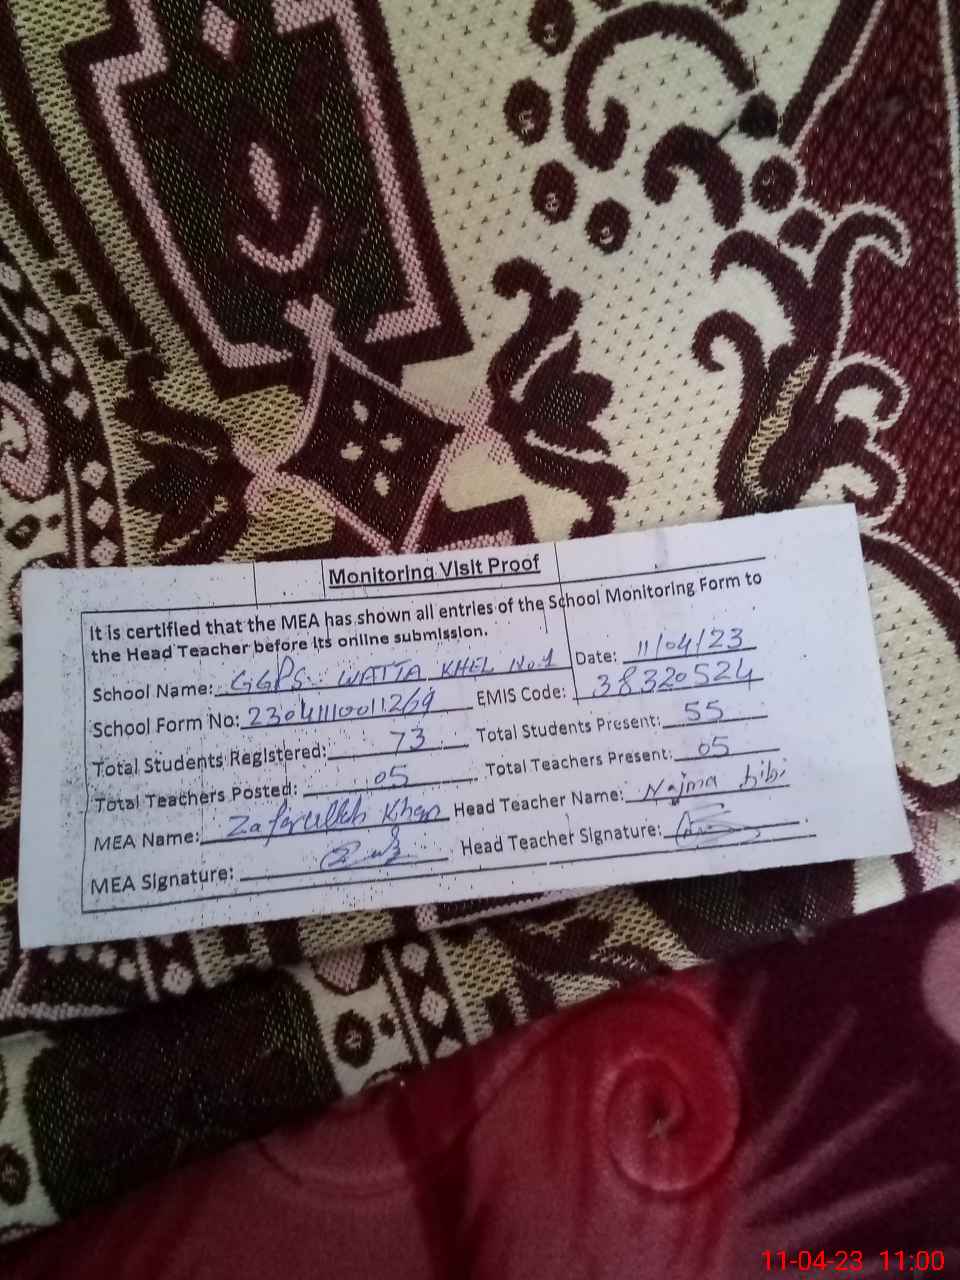 Monitoring Visit Proof
It is certified that the MEA has shown all entries of the School Monitoring Form to
the Head Teacher before its online submission.
School Name: GGPS WATTA KHEL No.1 Date: 11/04/23
School Form No: EMIS Code: 38320524
Total Students Registered: 73 Total Students Present: 55
Total Teachers Posted: 05 Total Teachers Present: 05
MEA Name: Zafarullah Khan Head Teacher Name: Najma bibi
MEA Signature: Head Teacher Signature:
11-04-23 11:00